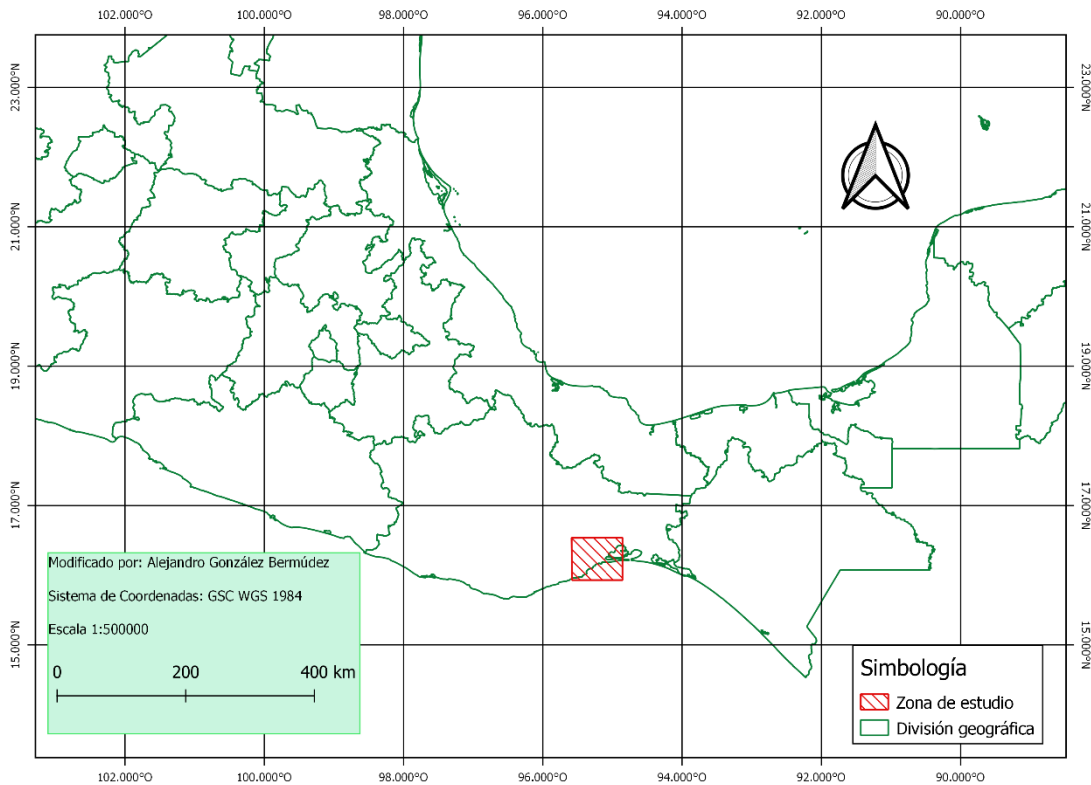 102.000°O 100.000°O 98.000°O 96.000°O 94.000°O 92.000°O 90.000°O
23.000°N 23.000°N
21.000°N 21.000°N
19.000°N 19.000°N
17.000°N 17.000°N
15.000°N 15.000°N
Modificado por: Alejandro González Bermúdez
Sistema de Coordenadas: GSC WGS 1984
Escala 1:500000
0 200 400 km
Simbología
Zona de estudio
División geográfica
102.000°O 100.000°O 98.000°O 96.000°O 94.000°O 92.000°O 90.000°O